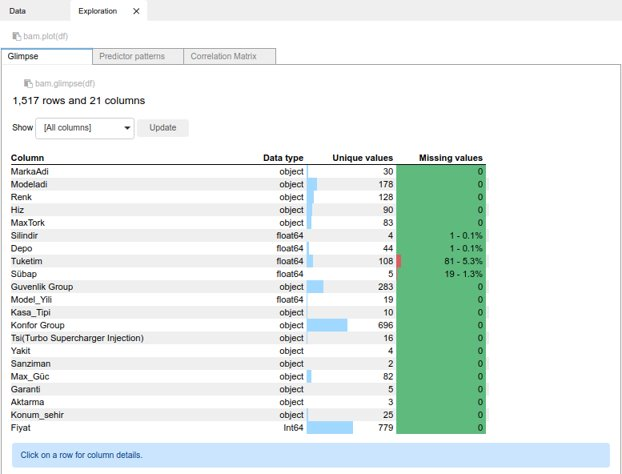 Data Exploration ✕
bam.plot(df)
Glimpse Predictor patterns Correlation Matrix
bam.glimpse(df)
1,517 rows and 21 columns
Show [All columns] Update
Column Data type Unique values Missing values
MarkaAdi object 30 0
Modeladi object 178 0
Renk object 128 0
Hiz object 90 0
MaxTork object 83 0
Silindir float64 4 1 - 0.1%
Depo float64 44 1 - 0.1%
Tuketim float64 108 81 - 5.3%
Sübap float64 5 19 - 1.3%
Guvenlik Group object 283 0
Model_Yili float64 19 0
Kasa_Tipi object 10 0
Konfor Group object 696 0
Tsi(Turbo Supercharger Injection) object 16 0
Yakit object 4 0
Sanziman object 2 0
Max_Güc object 82 0
Garanti object 5 0
Aktarma object 3 0
Konum_sehir object 25 0
Fiyat Int64 779 0
Click on a row for column details.